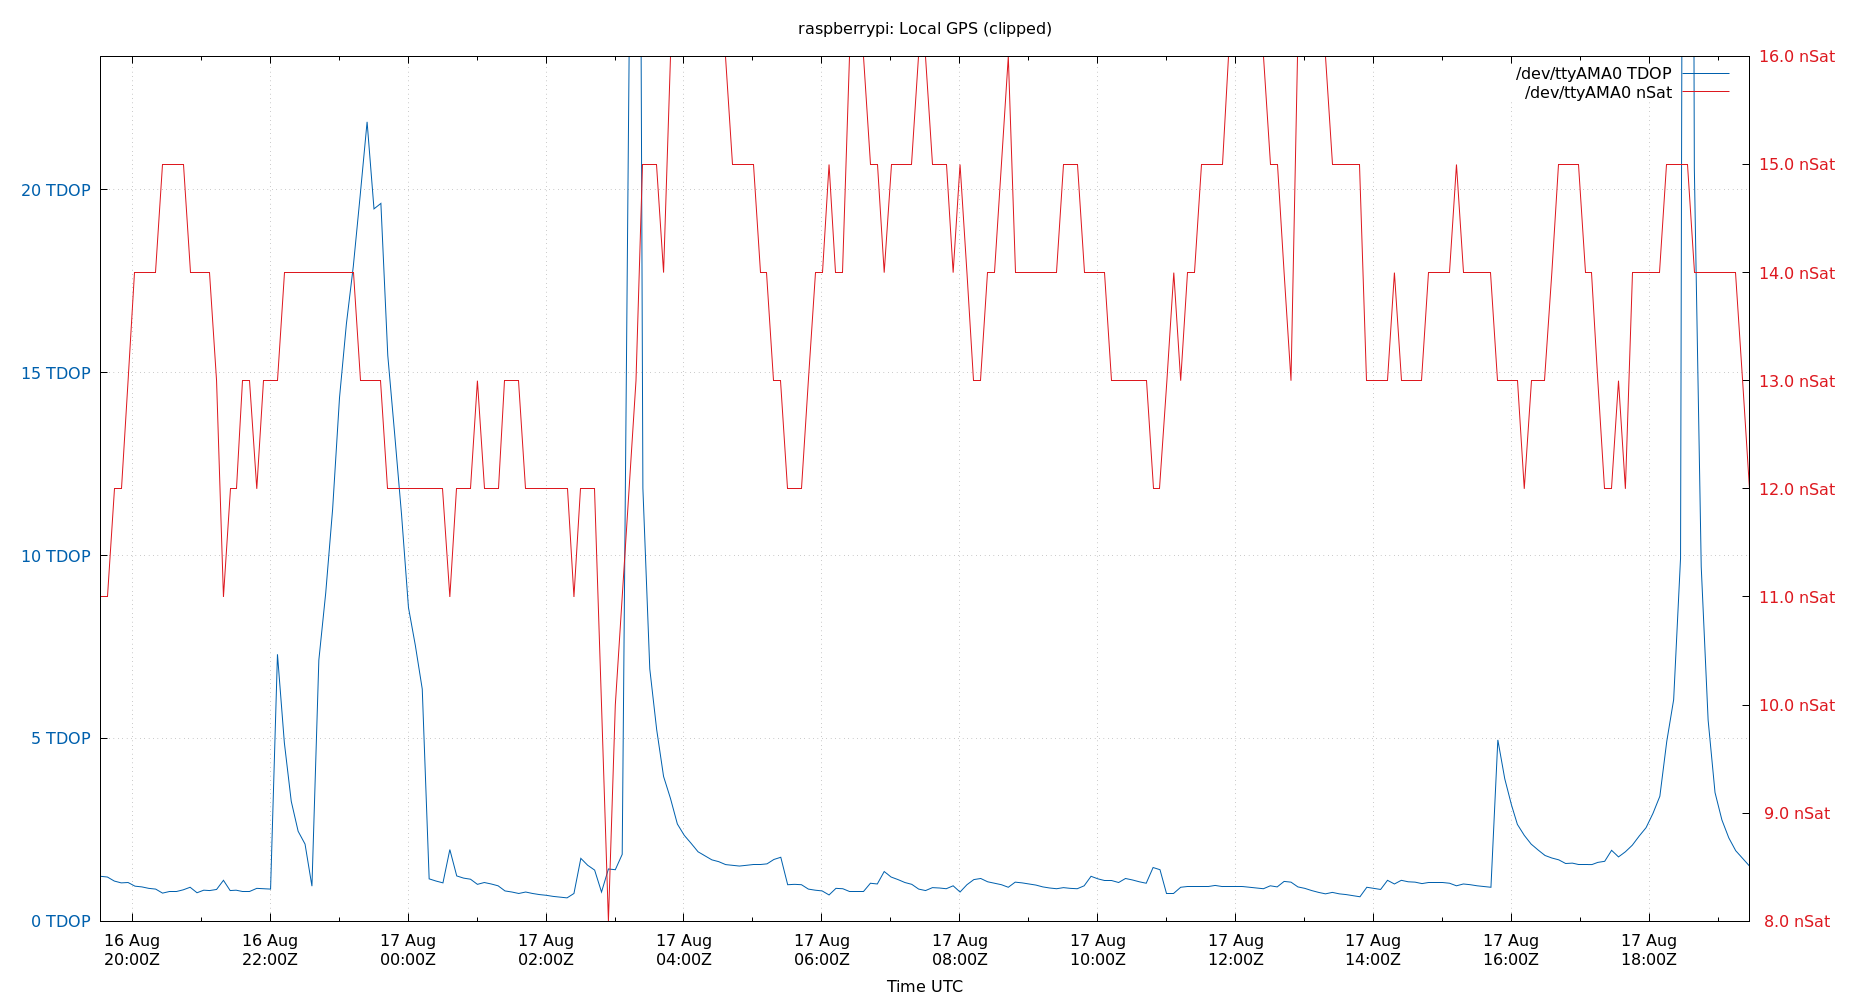 raspberrypi: Local GPS (clipped)
/dev/ttyAMA0 TDOP
/dev/ttyAMA0 nSat
20 TDOP
15 TDOP
10 TDOP
5 TDOP
0 TDOP
16.0 nSat
15.0 nSat
14.0 nSat
13.0 nSat
12.0 nSat
11.0 nSat
10.0 nSat
9.0 nSat
8.0 nSat
16 Aug 16 Aug 17 Aug 17 Aug 17 Aug 17 Aug 17 Aug 17 Aug 17 Aug 17 Aug 17 Aug 17 Aug
20:00Z 22:00Z 00:00Z 02:00Z 04:00Z 06:00Z 08:00Z 10:00Z 12:00Z 14:00Z 16:00Z 18:00Z
Time UTC